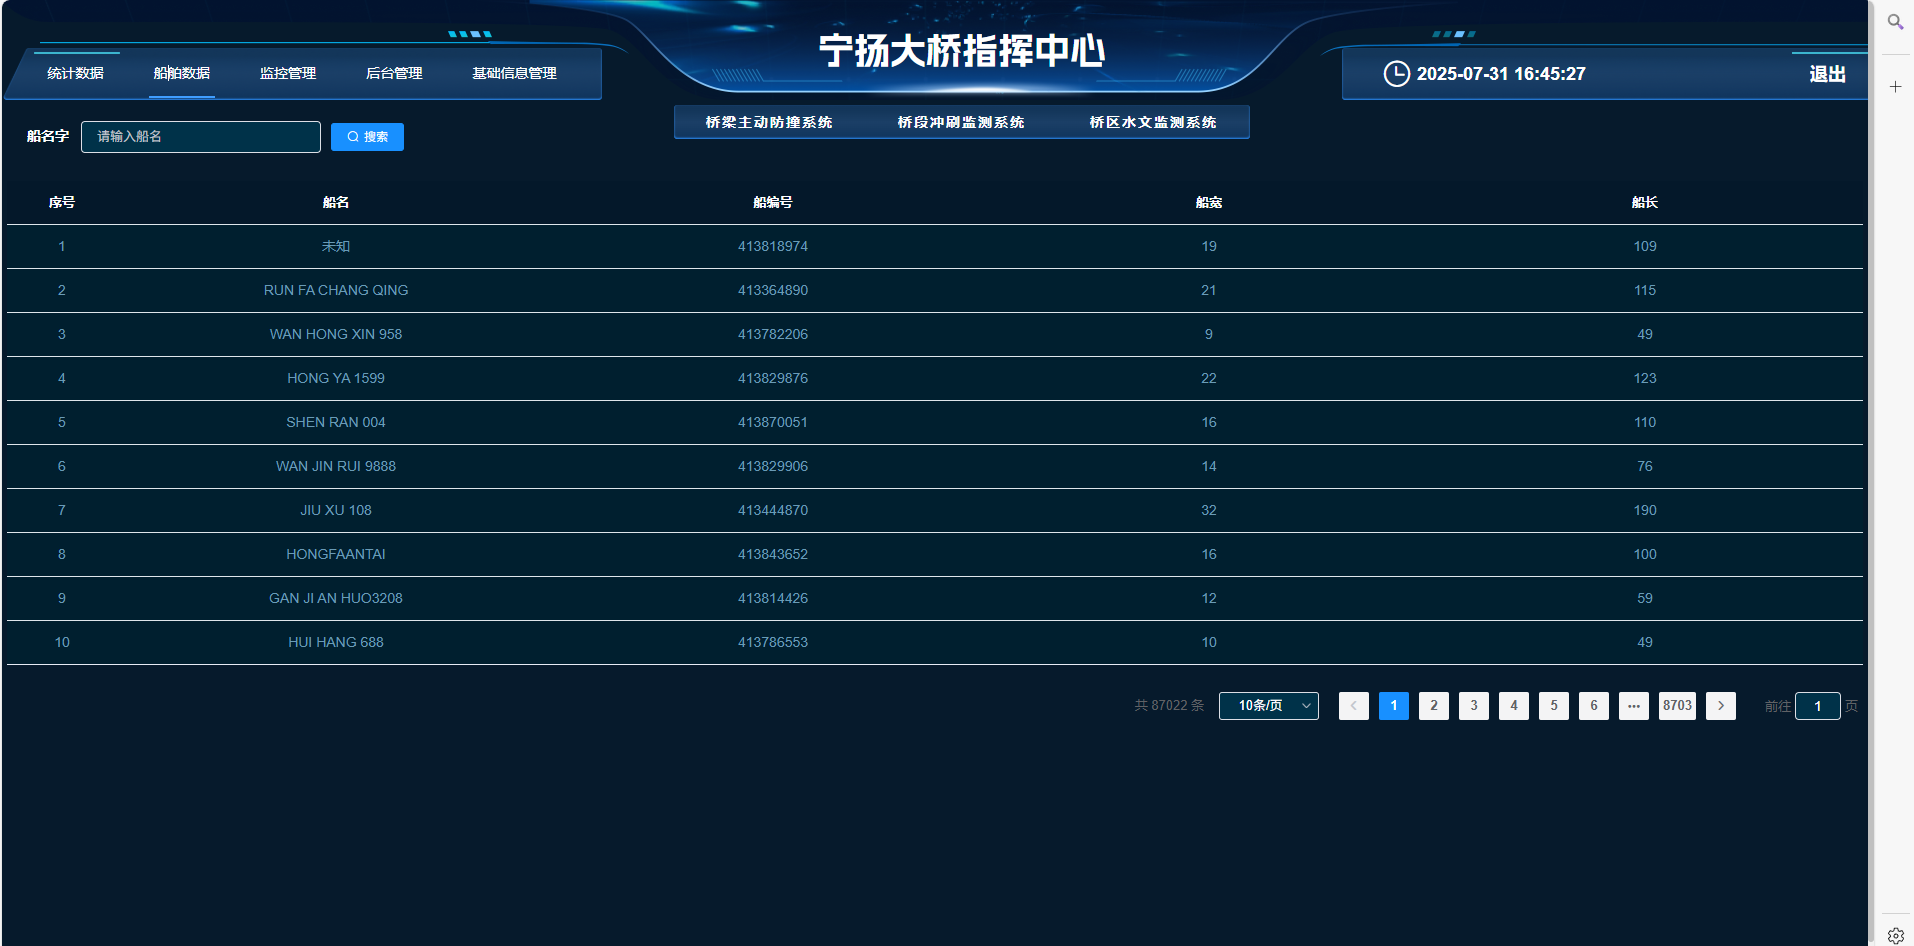 宁扬大桥指挥中心
统计数据 船舶数据 监控管理 后台管理 基础信息管理
2025-07-31 16:45:27 退出
桥梁主动防撞系统 桥段冲刷监测系统 桥区水文监测系统
船名字 请输入船名 搜索
序号 船名 船编号 船宽 船长
1 未知 413818974 19 109
2 RUN FA CHANG QING 413364890 21 115
3 WAN HONG XIN 958 413782206 9 49
4 HONG YA 1599 413829876 22 123
5 SHEN RAN 004 413870051 16 110
6 WAN JIN RUI 9888 413829906 14 76
7 JIU XU 108 413444870 32 190
8 HONGFAANTAI 413843652 16 100
9 GAN JI AN HUO3208 413814426 12 59
10 HUI HANG 688 413786553 10 49
共 87022 条 10条/页 1 2 3 4 5 6 ••• 8703 前往 1 页